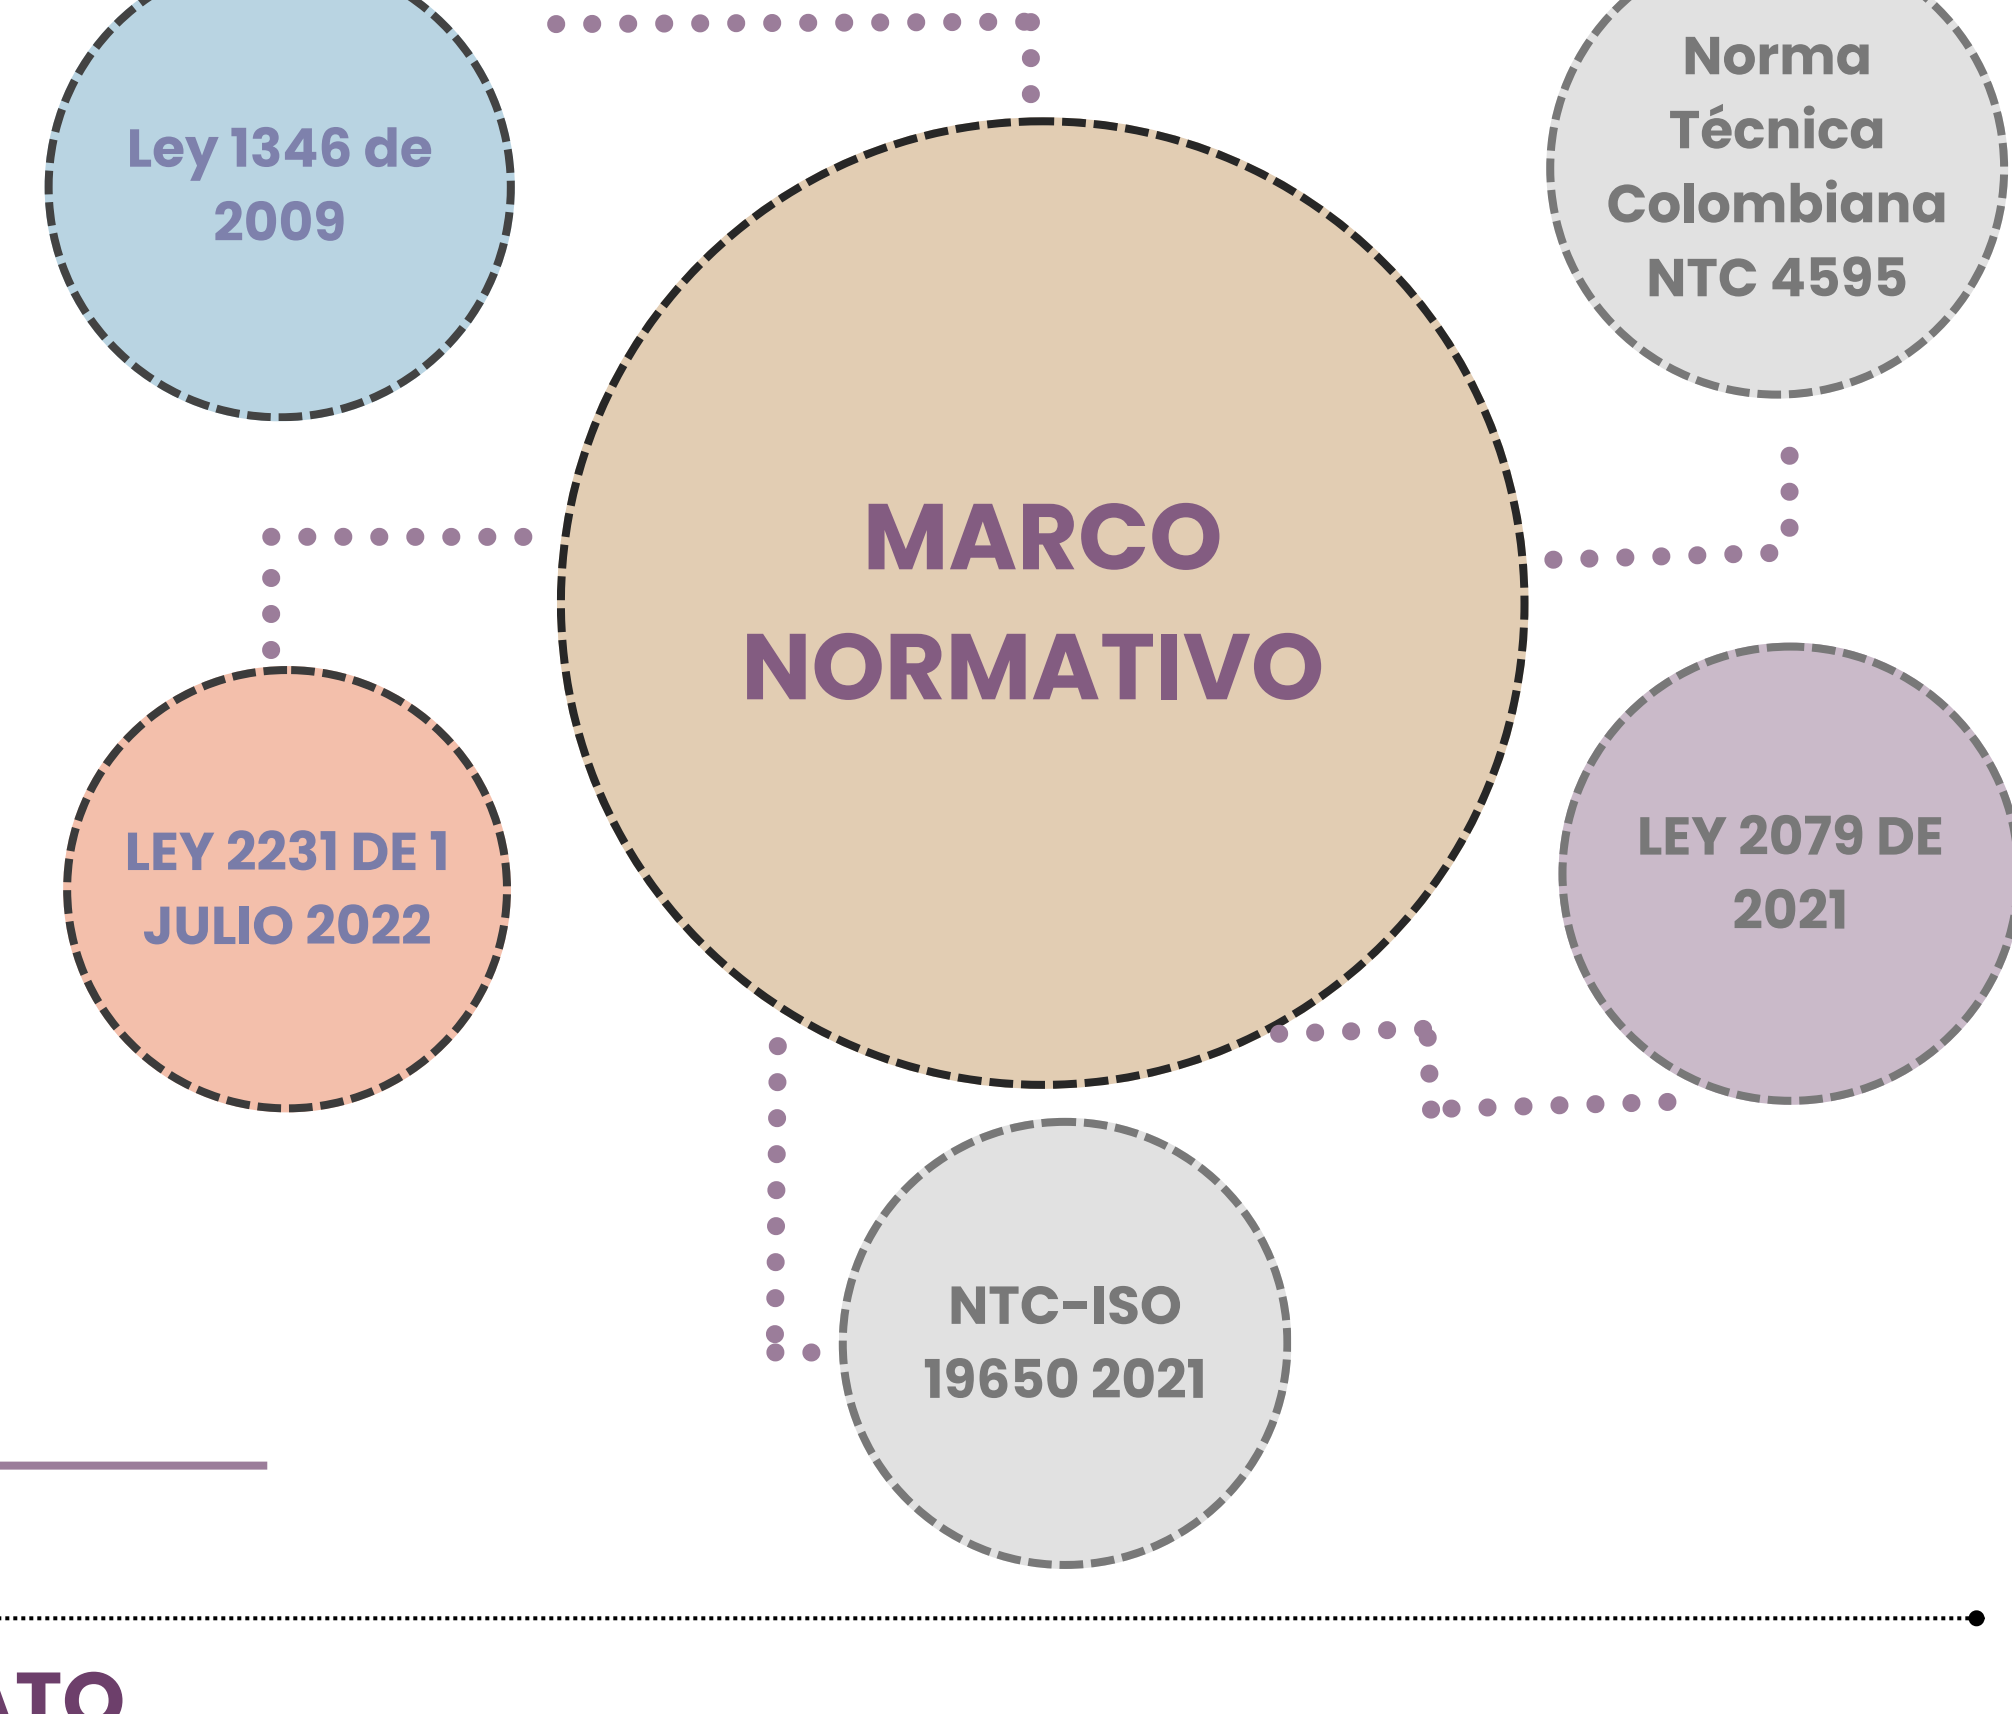 Ley 1346 de
2009
Norma
Técnica
Colombiana
NTC 4595
MARCO
NORMATIVO
LEY 2231 DE 1
JULIO 2022
LEY 2079 DE
2021
NTC-ISO
19650 2021